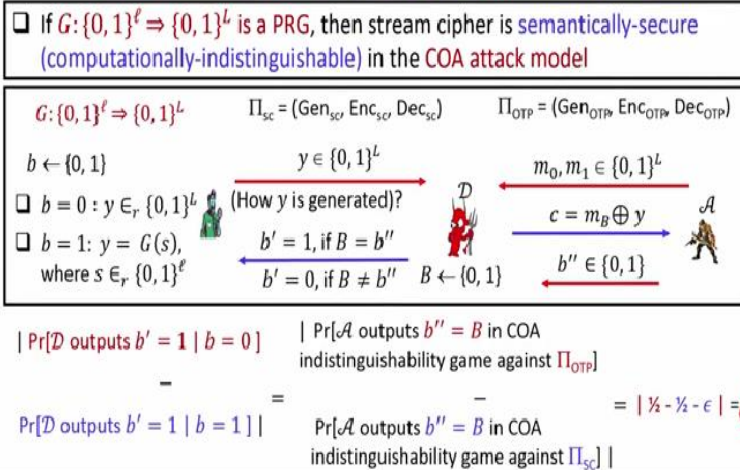 ❑ If G: {0, 1}^ℓ ⇒ {0, 1}^L is a PRG, then stream cipher is semantically-secure
(computationally-indistinguishable) in the COA attack model
G: {0, 1}^ℓ ⇒ {0, 1}^L
Π_SC = (Gen_SC, Enc_SC, Dec_SC)
Π_OTP = (Gen_OTP, Enc_OTP, Dec_OTP)
b ← {0, 1}
y ∈ {0, 1}^L
m_0, m_1 ∈ {0, 1}^L
❑ b = 0 : y ∈_r {0, 1}^L
(How y is generated)?
𝒟
𝒜
❑ b = 1: y = G(s),
where s ∈_r {0, 1}^ℓ
b′ = 1, if B = b″
b′ = 0, if B ≠ b″
B ← {0, 1}
c = m_B ⊕ y
b″ ∈ {0, 1}
| Pr[𝒟 outputs b′ = 1 | b = 0]
| Pr[𝒜 outputs b″ = B in COA
indistinguishability game against Π_OTP]
−
=
−
= | ½ - ½ - ϵ | =
Pr[𝒟 outputs b′ = 1 | b = 1] |
Pr[𝒜 outputs b″ = B in COA
indistinguishability game against Π_SC] |